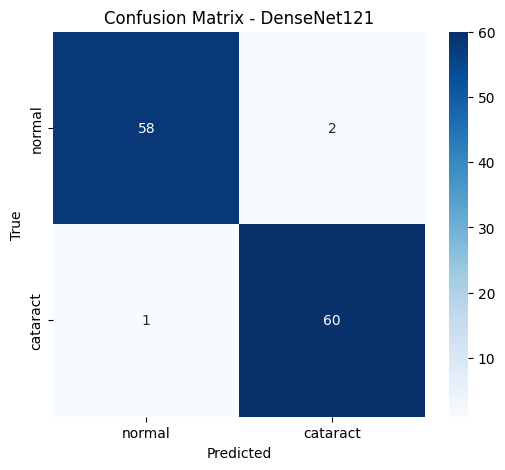 Confusion Matrix - DenseNet121
True
normal
58
2
cataract
1
60
normal
cataract
Predicted
60
50
40
30
20
10